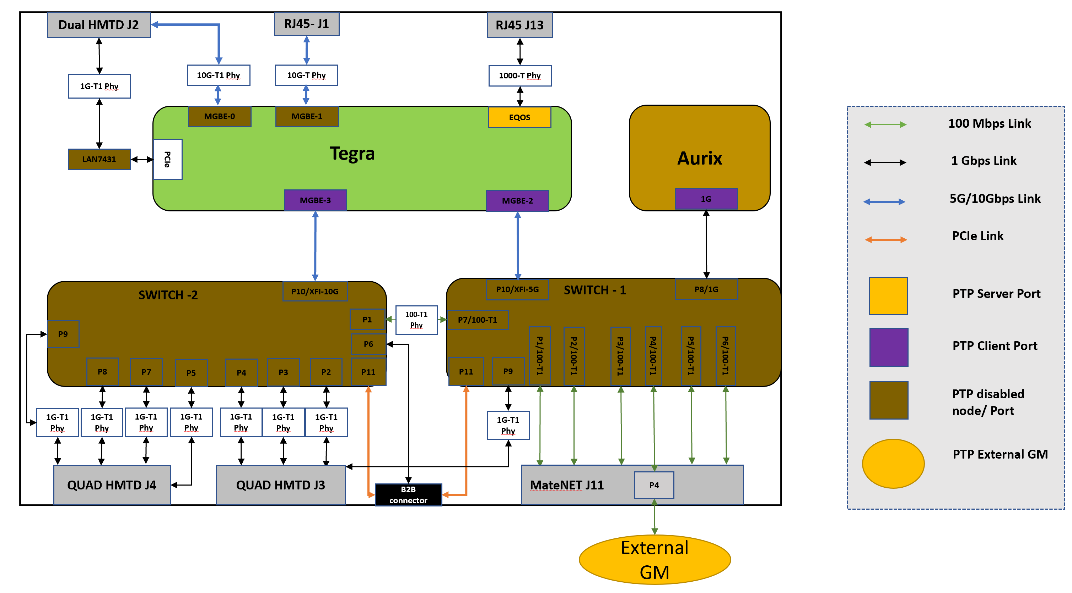 Dual HMTD J2
RJ45- J1
RJ45 J13
1G-T1 Phy
10G-T1 Phy
10G-T Phy
1000-T Phy
MGBE-0
MGBE-1
EQOS
LAN7431
PCIe
Tegra
Aurix
MGBE-3
MGBE-2
1G
SWITCH -2
P10/XFI-10G
P10/XFI-5G
SWITCH - 1
P8/1G
P9
P1
100-T1
Phy
P7/100-T1
P6
P8
P7
P5
P4
P3
P2
P11
P11
P9
P1/100-T1
P2/100-T1
P3/100-T1
P4/100-T1
P5/100-T1
P6/100-T1
1G-T1
Phy
1G-T1
Phy
1G-T1
Phy
1G-T1
Phy
1G-T1
Phy
1G-T1
Phy
1G-T1
Phy
1G-T1
Phy
QUAD HMTD J4
QUAD HMTD J3
B2B
connector
MateNET J11
P4
External
GM
100 Mbps Link
1 Gbps Link
5G/10Gbps Link
PCIe Link
PTP Server Port
PTP Client Port
PTP disabled
node/ Port
PTP External GM